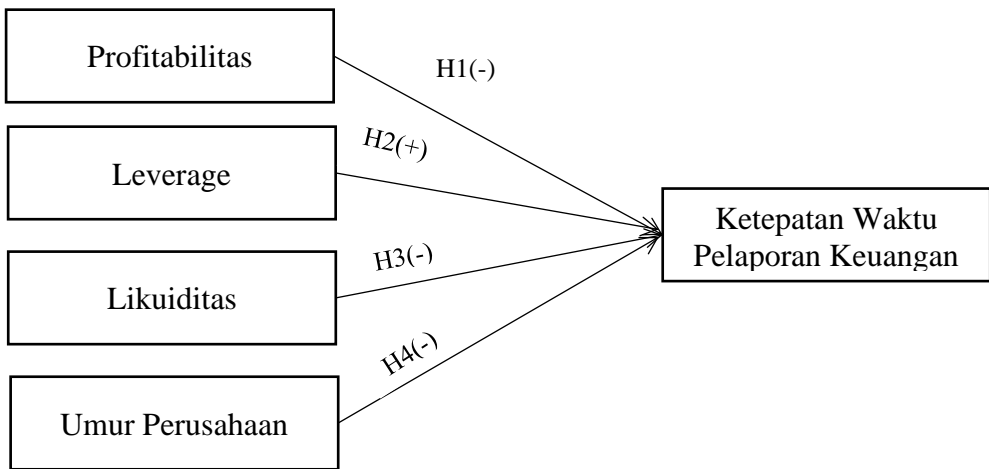 Profitabilitas
H1(-)
H2(+)
Leverage
Ketepatan Waktu
Pelaporan Keuangan
H3(-)
Likuiditas
H4(-)
Umur Perusahaan